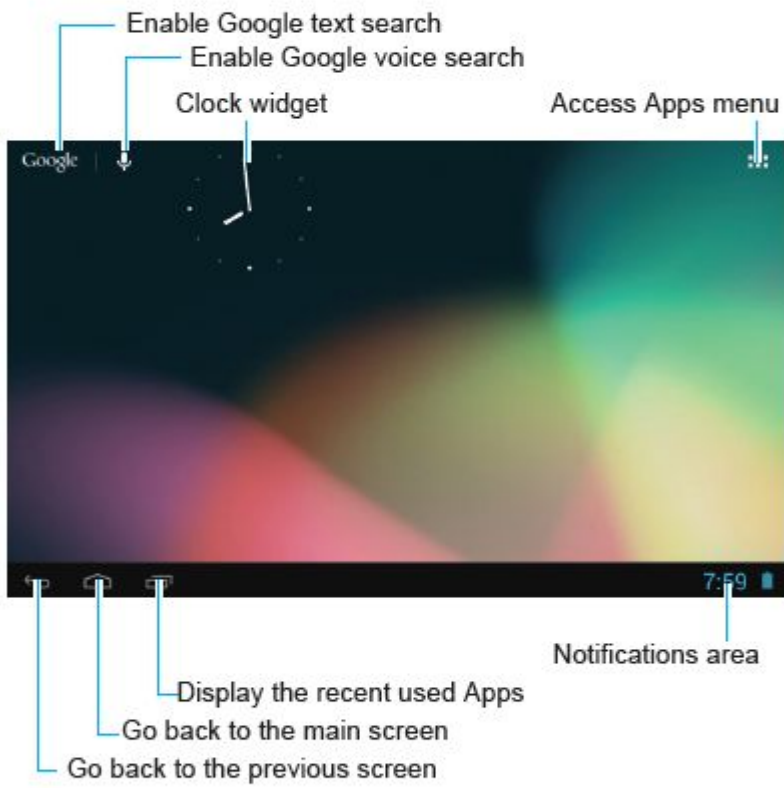 Enable Google text search
Enable Google voice search
Clock widget
Access Apps menu
Google
7:59
Notifications area
Display the recent used Apps
Go back to the main screen
Go back to the previous screen